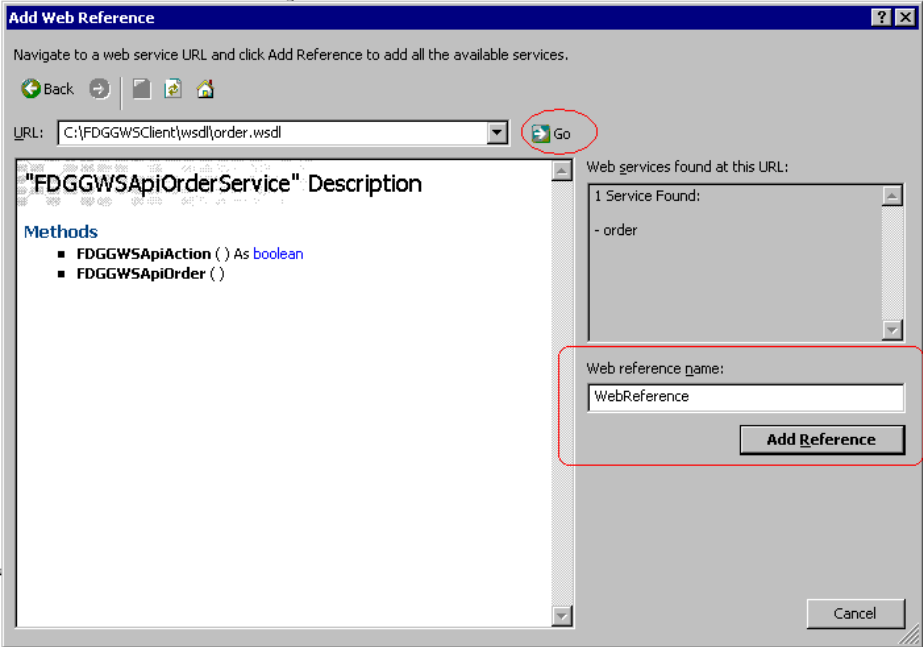 Add Web Reference
Navigate to a web service URL and click Add Reference to add all the available services.
Back
URL: C:\FDGGWSClient\wsdl\order.wsdl Go
"FDGGWSApiOrderService" Description
Methods
FDGGWSApiAction ( ) As boolean
FDGGWSApiOrder ( )
Web services found at this URL:
1 Service Found:
- order
Web reference name:
WebReference
Add Reference
Cancel